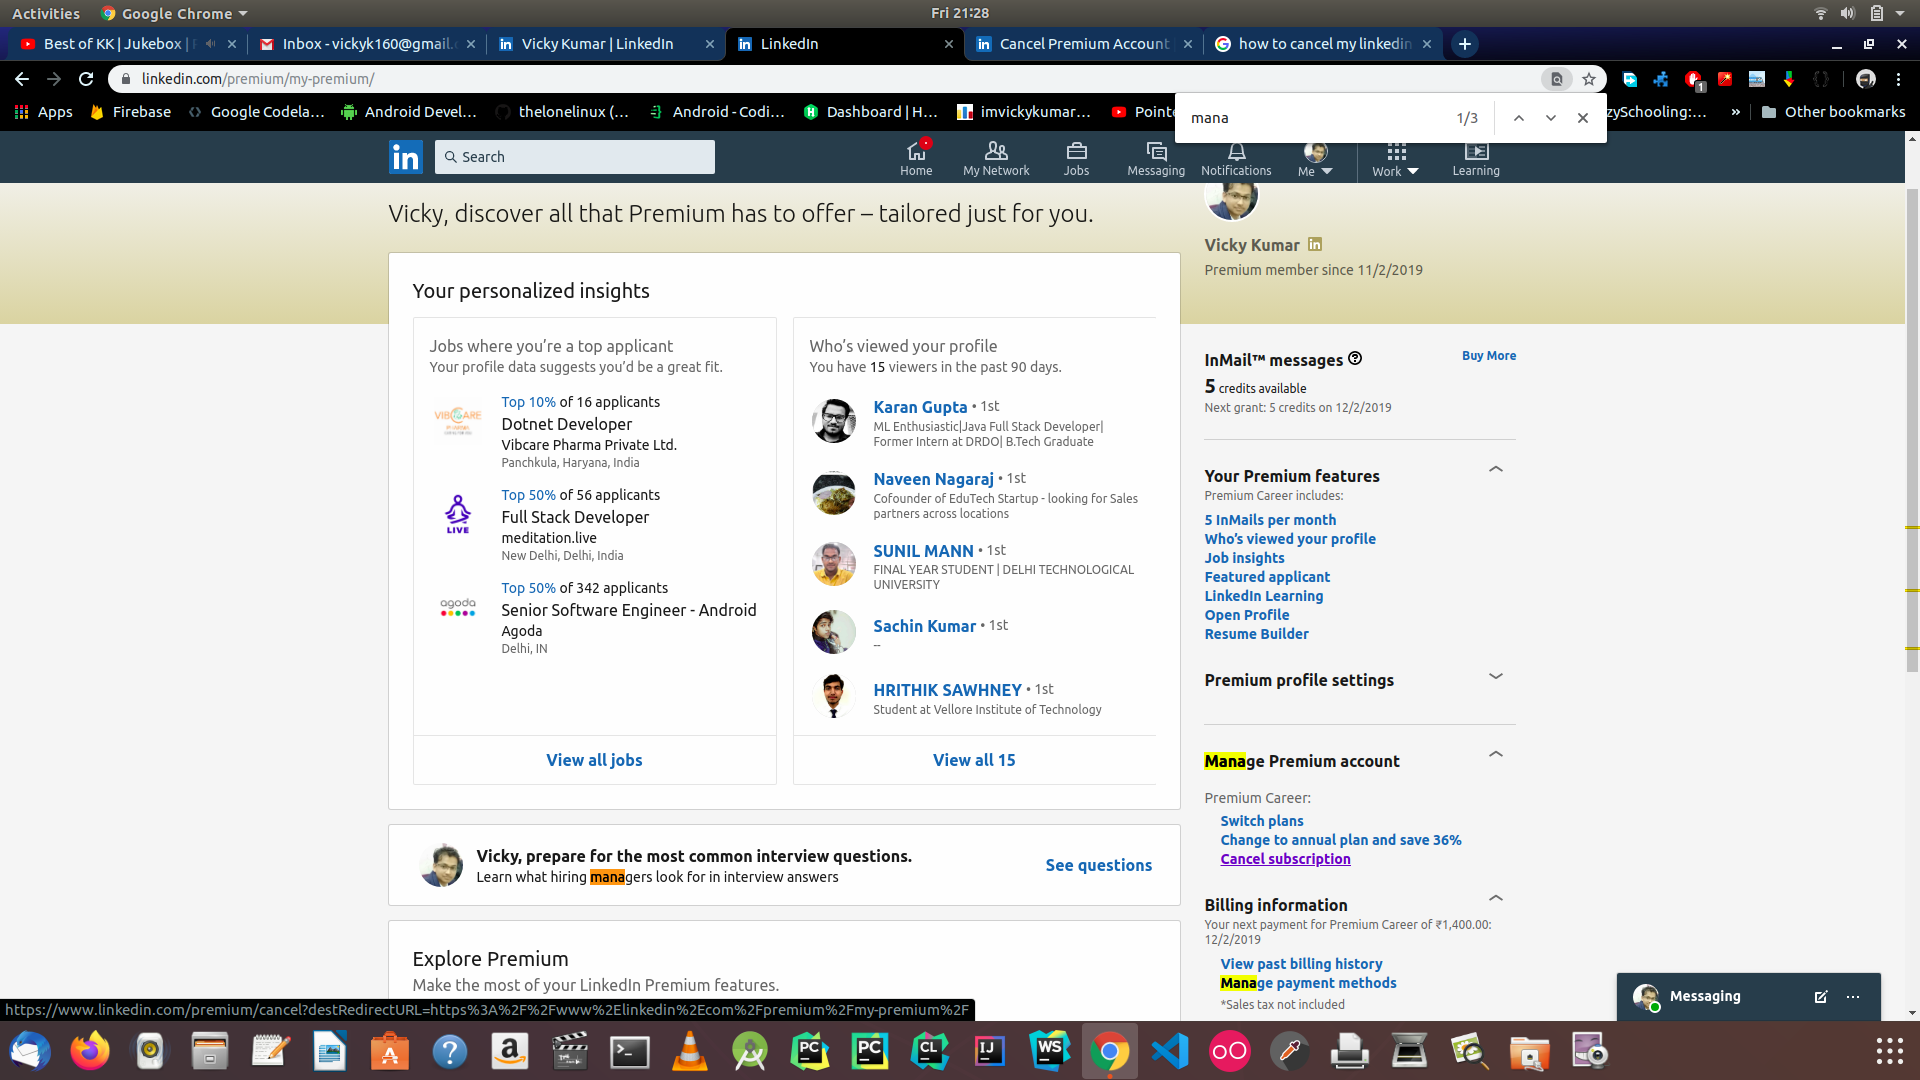 Activities
Google Chrome
Fri 21:28
Best of KK | Jukebox |
Inbox - vickyk160@gmail.
Vicky Kumar | LinkedIn
LinkedIn
Cancel Premium Account
how to cancel my linkedin
linkedin.com/premium/my-premium/
1
Apps
Firebase
Google Codela...
Android Devel...
thelonelinux (...
Android - Codi...
Dashboard | H...
imvickykumar...
Pointe
zySchooling:...
»
Other bookmarks
mana
1/3
in
Search
Home
My Network
Jobs
Messaging
Notifications
Me
Work
Learning
Vicky, discover all that Premium has to offer – tailored just for you.
Vicky Kumar in
Premium member since 11/2/2019
Your personalized insights
Jobs where you're a top applicant
Your profile data suggests you'd be a great fit.
VIBCARE
Top 10% of 16 applicants
Dotnet Developer
Vibcare Pharma Private Ltd.
Panchkula, Haryana, India
LIVE
Top 50% of 56 applicants
Full Stack Developer
meditation.live
New Delhi, Delhi, India
agoda
Top 50% of 342 applicants
Senior Software Engineer - Android
Agoda
Delhi, IN
View all jobs
Who's viewed your profile
You have 15 viewers in the past 90 days.
Karan Gupta • 1st
ML Enthusiastic|Java Full Stack Developer|
Former Intern at DRDO| B.Tech Graduate
Naveen Nagaraj • 1st
Cofounder of EduTech Startup - looking for Sales
partners across locations
SUNIL MANN • 1st
FINAL YEAR STUDENT | DELHI TECHNOLOGICAL
UNIVERSITY
Sachin Kumar • 1st
--
HRITHIK SAWHNEY • 1st
Student at Vellore Institute of Technology
View all 15
InMail™ messages
Buy More
5 credits available
Next grant: 5 credits on 12/2/2019
Your Premium features
Premium Career includes:
5 InMails per month
Who's viewed your profile
Job insights
Featured applicant
LinkedIn Learning
Open Profile
Resume Builder
Premium profile settings
Manage Premium account
Premium Career:
Switch plans
Change to annual plan and save 36%
Cancel subscription
Billing information
Your next payment for Premium Career of ₹1,400.00:
12/2/2019
View past billing history
Manage payment methods
*Sales tax not included
Vicky, prepare for the most common interview questions.
Learn what hiring managers look for in interview answers
See questions
Explore Premium
Make the most of your LinkedIn Premium features.
Messaging
https://www.linkedin.com/premium/cancel?destRedirectURL=https%3A%2F%2Fwww%2Elinkedin%2Ecom%2Fpremium%2Fmy-premium%2F
PC
PC
CL
IJ
WS